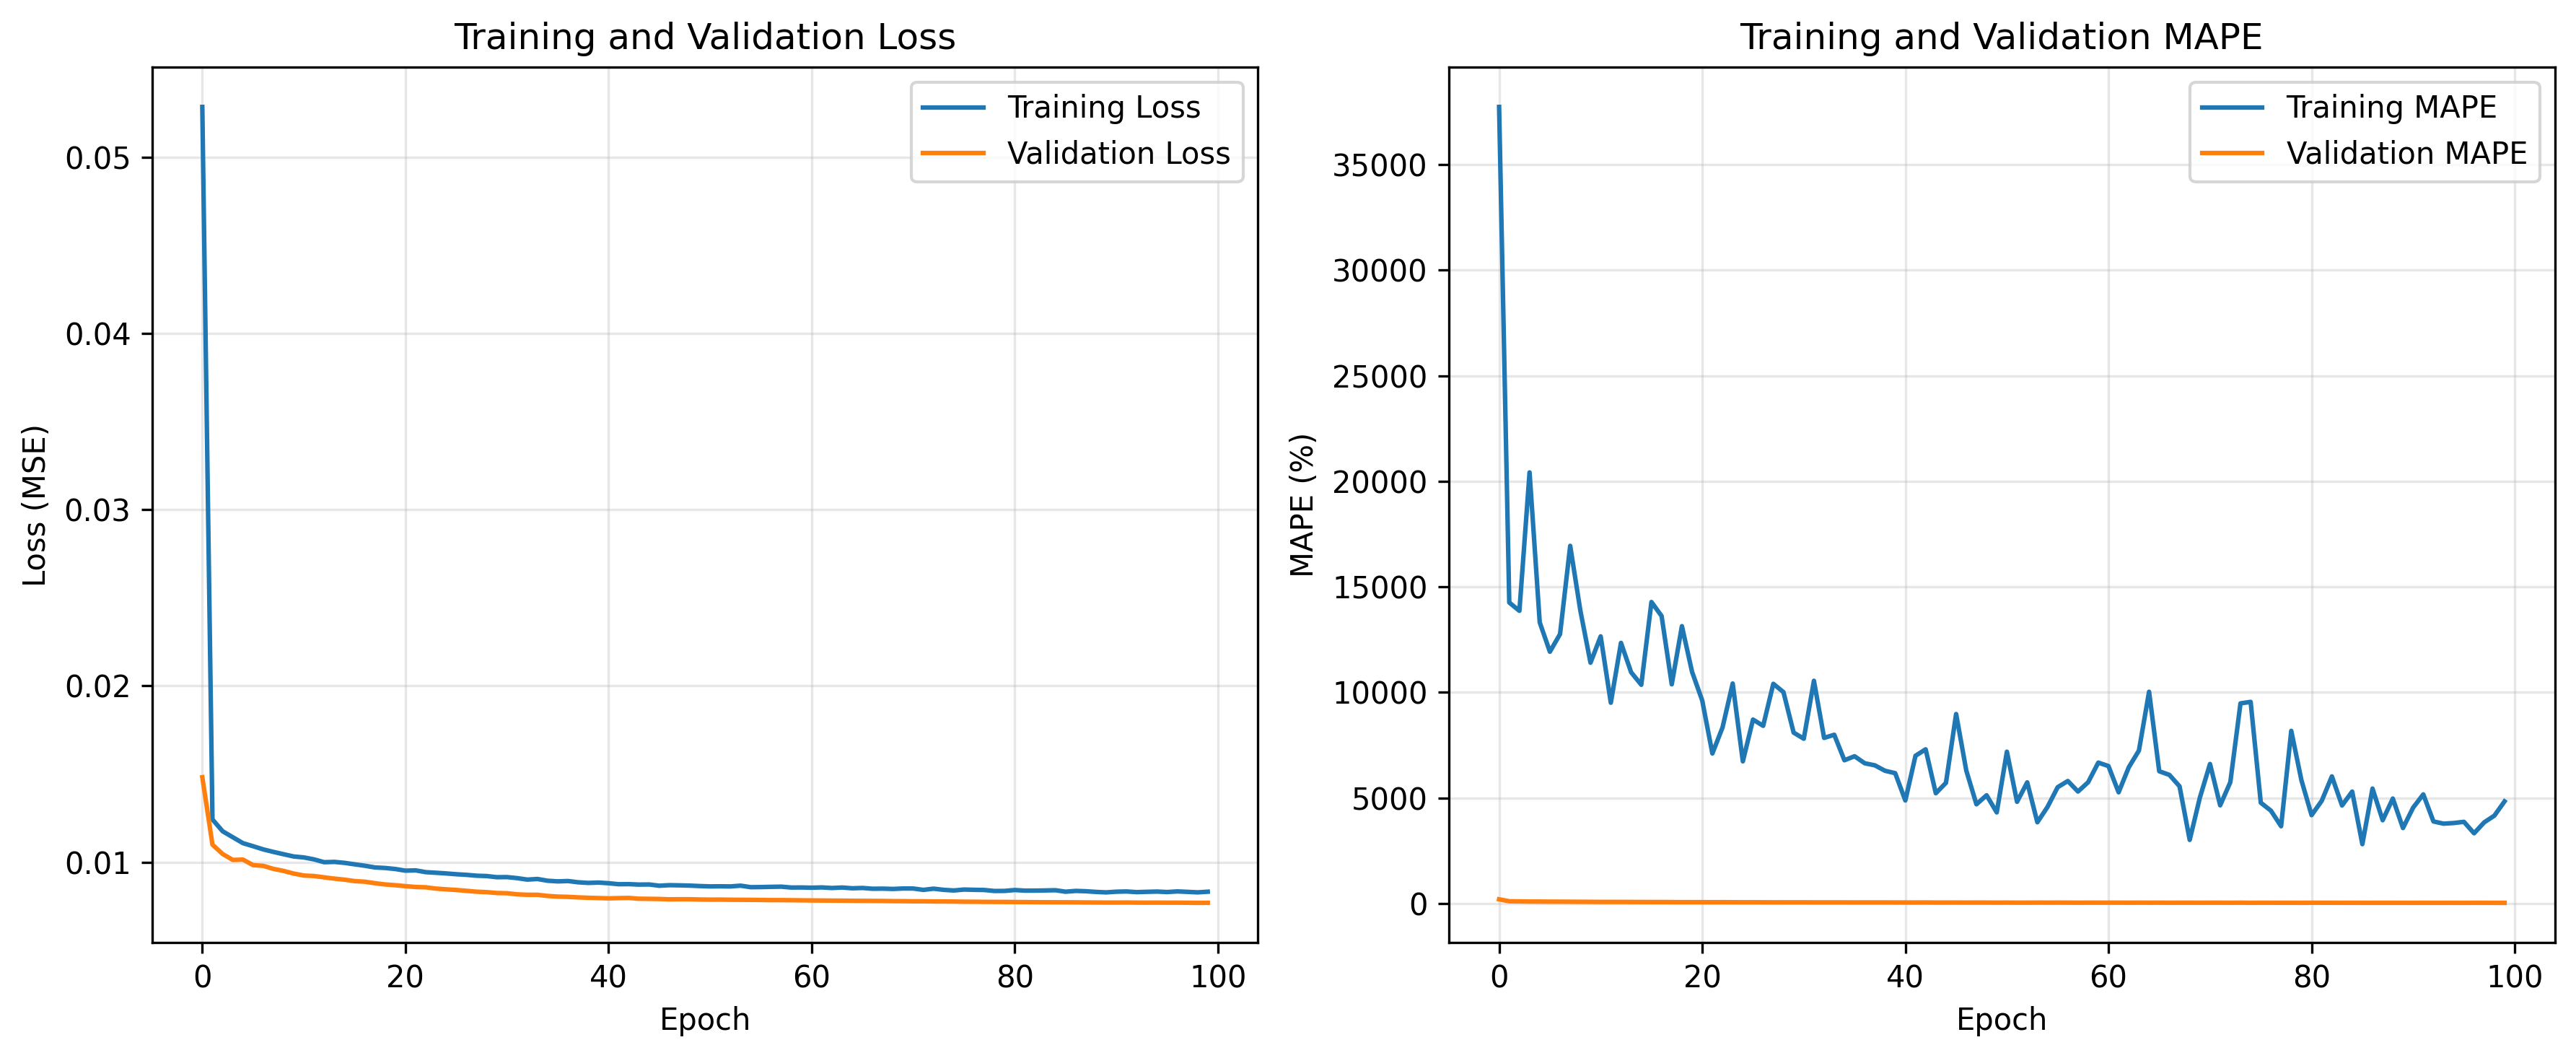 Training and Validation Loss
Training Loss
Validation Loss
0.05
0.04
0.03
0.02
0.01
Loss (MSE)
0 20 40 60 80 100
Epoch
Training and Validation MAPE
Training MAPE
Validation MAPE
35000
30000
25000
20000
15000
10000
5000
0
MAPE (%)
0 20 40 60 80 100
Epoch